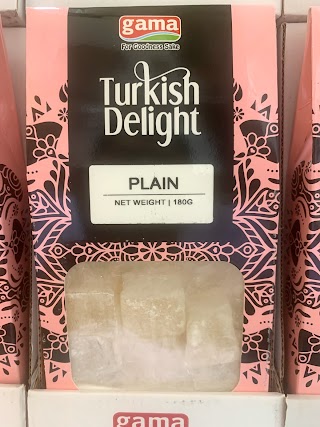 gama
For Goodness Sake
Turkish
Delight
PLAIN
NET WEIGHT | 180G
gama